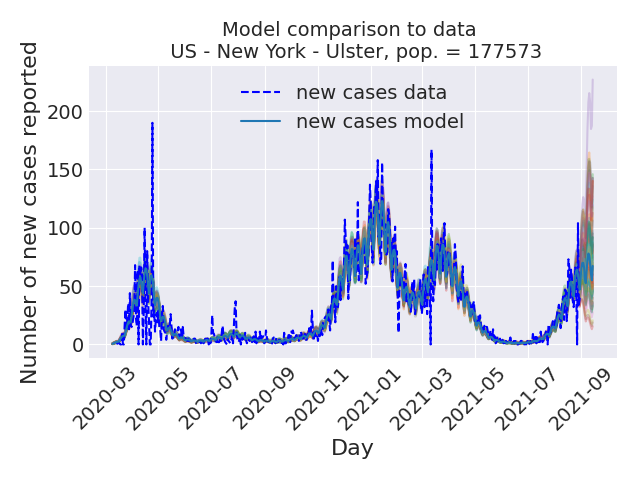 Model comparison to data
US - New York - Ulster, pop. = 177573
Number of new cases reported
200
150
100
50
0
new cases data
new cases model
2020-03
2020-05
2020-07
2020-09
2020-11
2021-01
2021-03
2021-05
2021-07
2021-09
Day